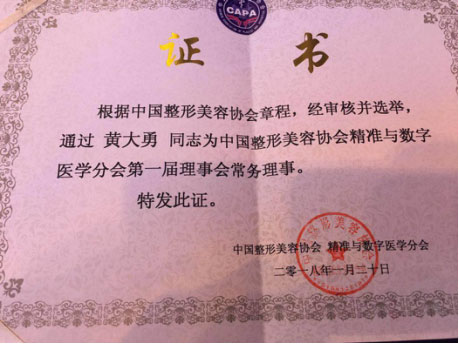 CAPA
证书
根据中国整形美容协会章程，经审核并选举，
通过 黄大勇 同志为中国整形美容协会精准与数字
医学分会第一届理事会常务理事。
特发此证。
中国整形美容协会 精准与数字医学分会
二零一八年一月二十日